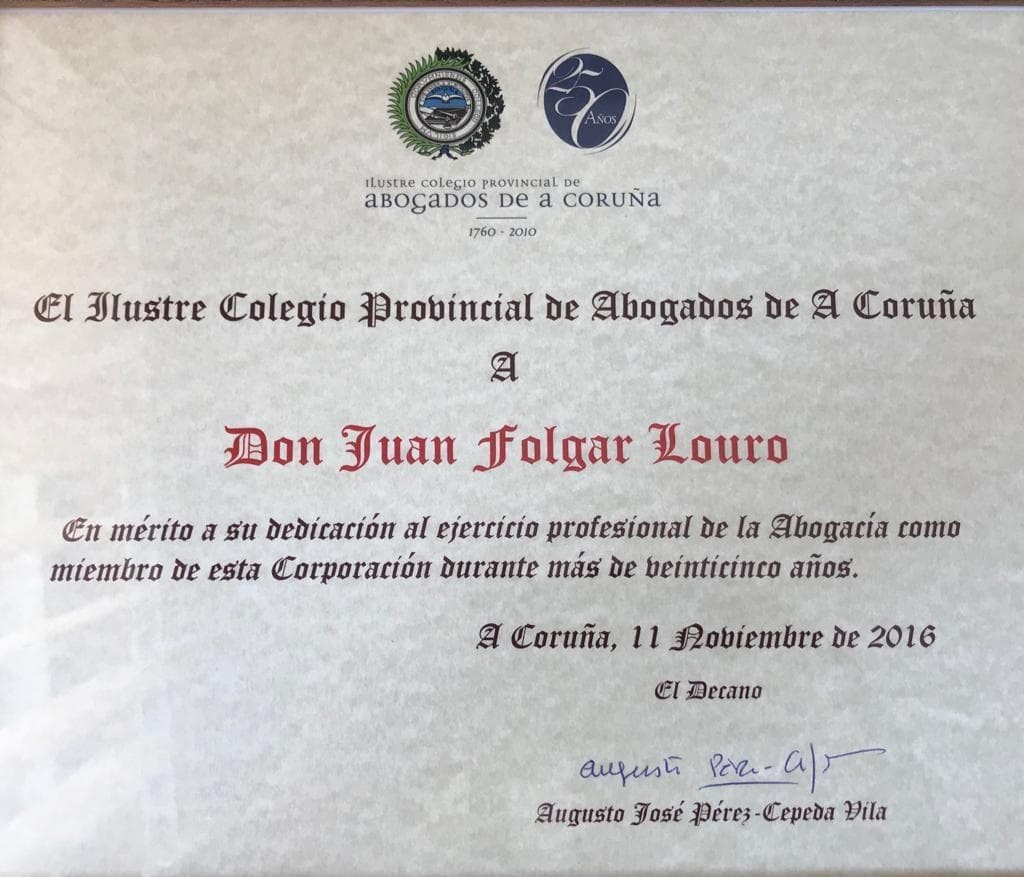 250
AÑOS
ILUSTRE COLEGIO PROVINCIAL DE
ABOGADOS DE A CORUÑA
1760 - 2010
El Ilustre Colegio Provincial de Abogados de A Coruña
A
Don Juan Folgar Louro
En mérito a su dedicación al ejercicio profesional de la Abogacía como
miembro de esta Corporación durante más de veinticinco años.
A Coruña, 11 Noviembre de 2016
El Decano
Augusto José Pérez-Cepeda Vila